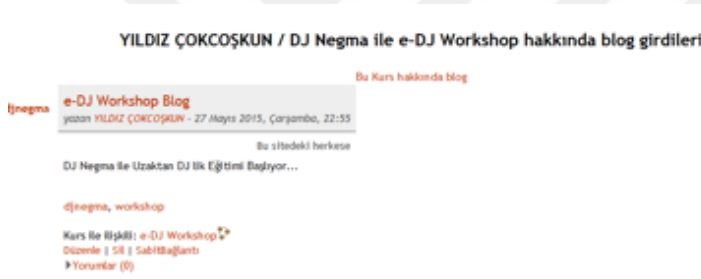 YILDIZ ÇOKCOŞKUN / DJ Negma ile e-DJ Workshop hakkında blog girdileri
Bu Kurs hakkında blog
djnegma
e-DJ Workshop Blog
yazan YILDIZ ÇOKCOŞKUN - 27 Mayıs 2015, Çarşamba, 22:55
Bu sitedeki herkese
DJ Negma ile Uzaktan DJ lik Eğitimi Başlıyor...
djnegma, workshop
Kurs ile ilişkili: e-DJ Workshop
Düzenle | Sil | SabitBağlantı
Yorumlar (0)